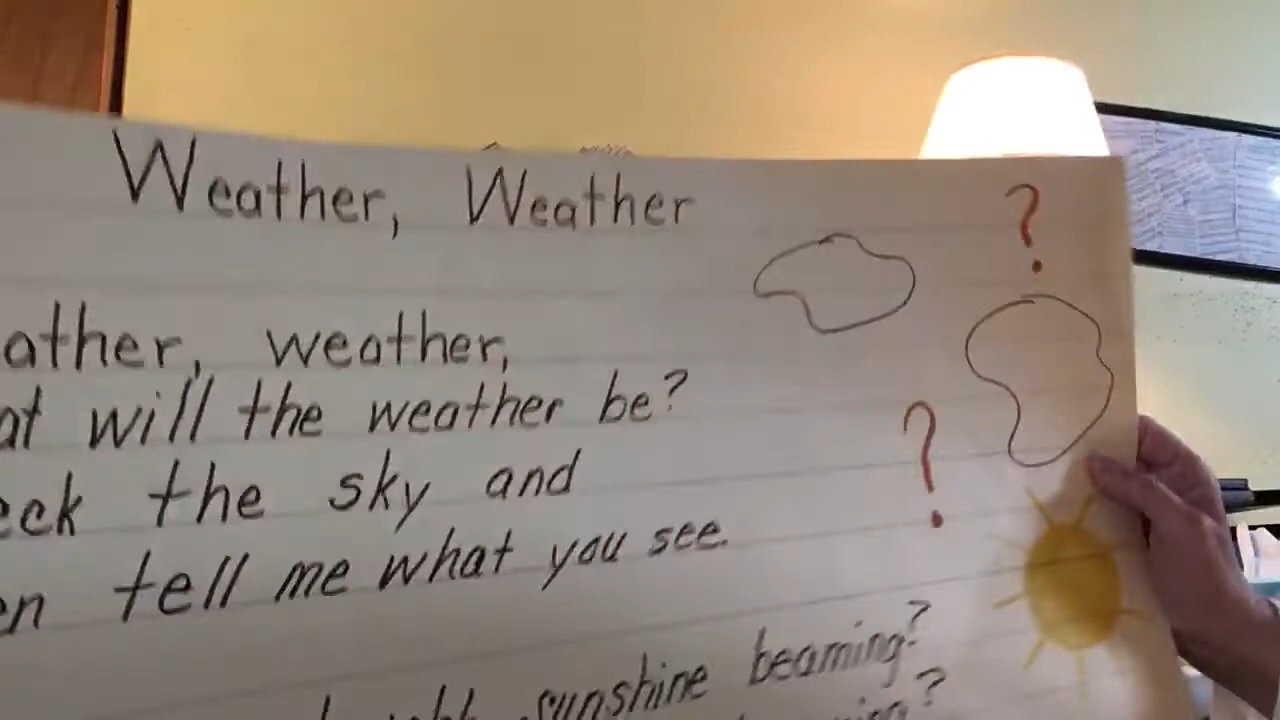 Weather, Weather
?
ather, weather,
at will the weather be?
?
eck the sky and
en tell me what you see.
sunshine beaming?